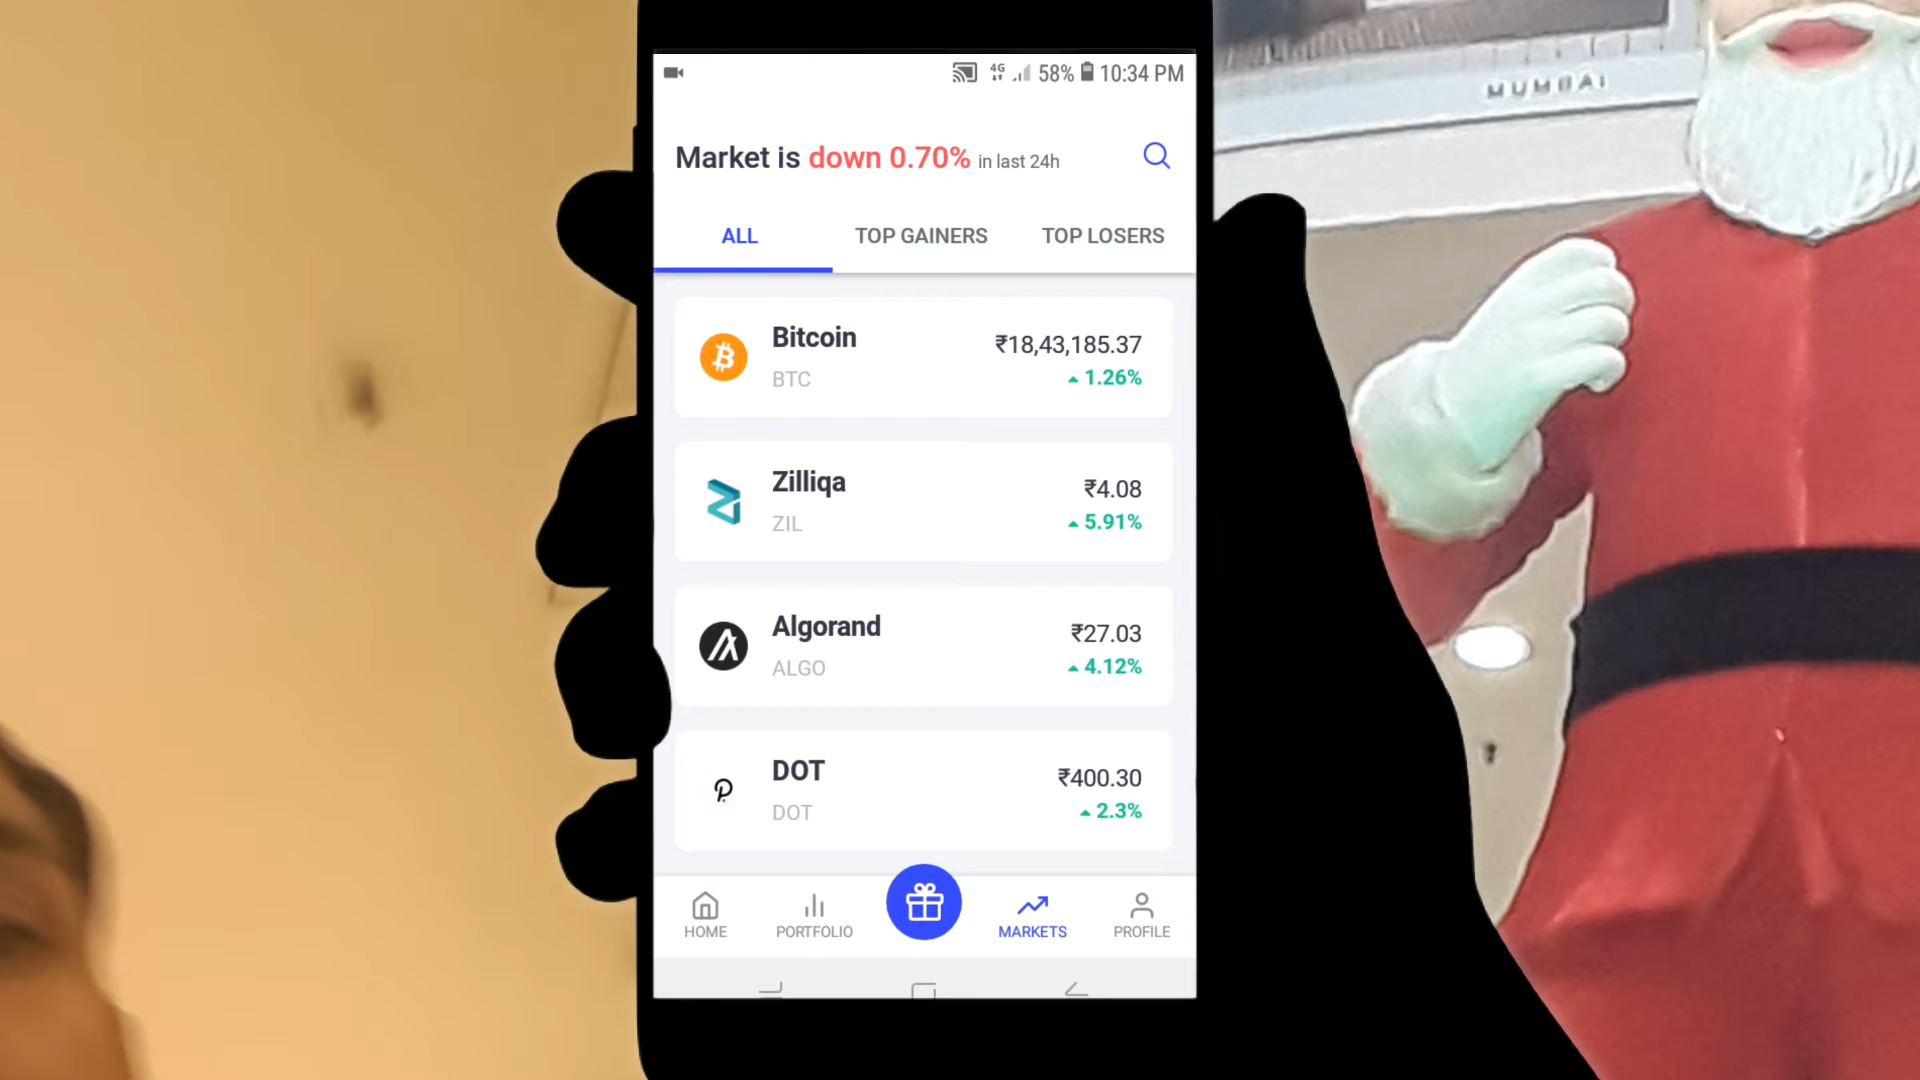 MUMBAI
4G 58% 10:34 PM
Market is down 0.70% in last 24h
ALL TOP GAINERS TOP LOSERS
Bitcoin ₹18,43,185.37
BTC 1.26%
Zilliqa ₹4.08
ZIL 5.91%
Algorand ₹27.03
ALGO 4.12%
DOT ₹400.30
DOT 2.3%
HOME PORTFOLIO MARKETS PROFILE